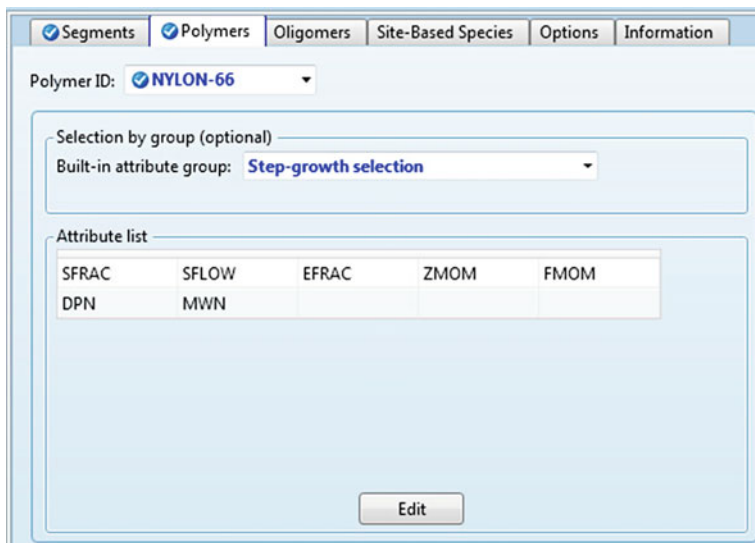 Segments Polymers Oligomers Site-Based Species Options Information
Polymer ID: NYLON-66
Selection by group (optional)
Built-in attribute group: Step-growth selection
Attribute list
SFRAC SFLOW EFRAC ZMOM FMOM
DPN MWN
Edit